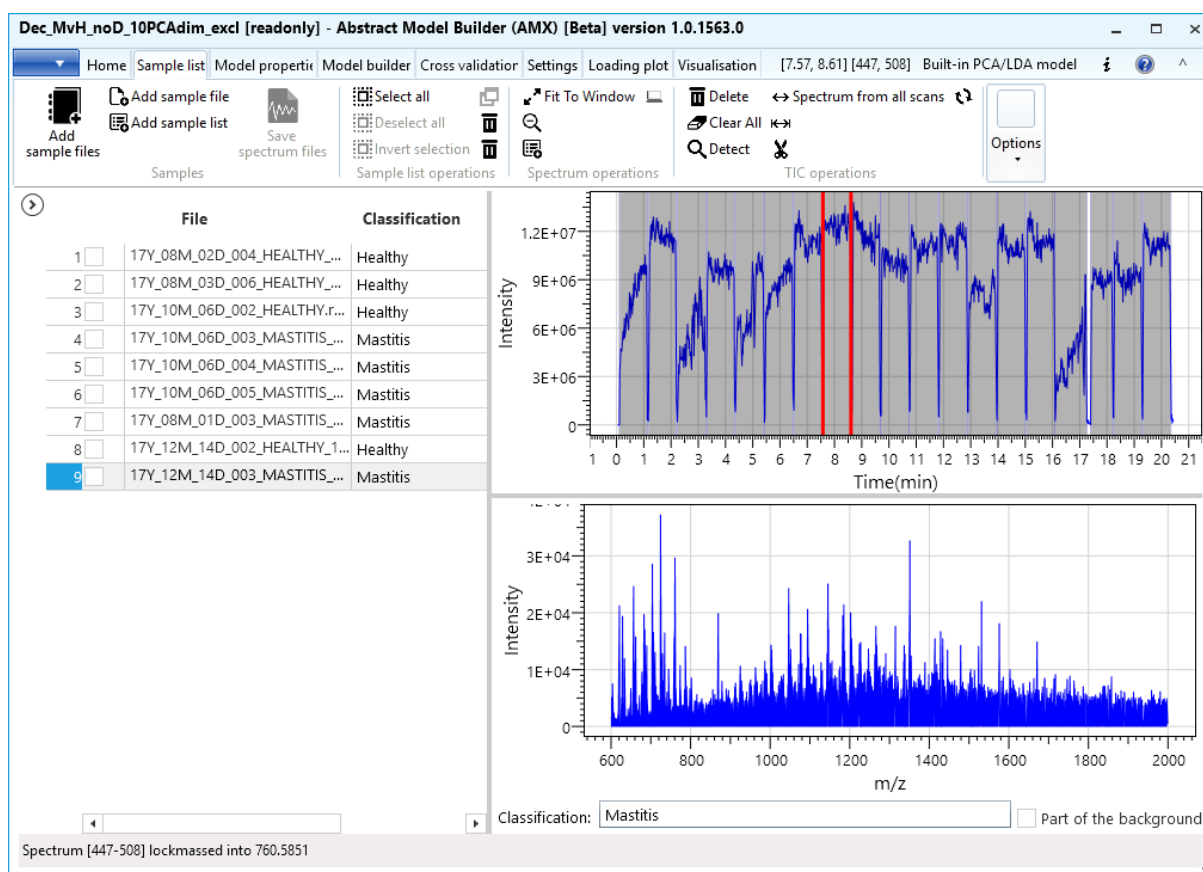 Dec_MvH_noD_10PCAdim_excl [readonly] - Abstract Model Builder (AMX) [Beta] version 1.0.1563.0
Home Sample list Model propertie Model builder Cross validation Settings Loading plot Visualisation [7.57, 8.61] [447, 508] Built-in PCA/LDA model
Add sample files
Add sample file
Add sample list
Save spectrum files
Samples
Select all
Deselect all
Invert selection
Sample list operations
Fit To Window
Spectrum operations
Delete
Clear All
Detect
Spectrum from all scans
TIC operations
Options
File Classification
1 17Y_08M_02D_004_HEALTHY_... Healthy
2 17Y_08M_03D_006_HEALTHY_... Healthy
3 17Y_10M_06D_002_HEALTHY.r... Healthy
4 17Y_10M_06D_003_MASTITIS_... Mastitis
5 17Y_10M_06D_004_MASTITIS_... Mastitis
6 17Y_10M_06D_005_MASTITIS_... Mastitis
7 17Y_08M_01D_003_MASTITIS_... Mastitis
8 17Y_12M_14D_002_HEALTHY_1... Healthy
9 17Y_12M_14D_003_MASTITIS_... Mastitis
Intensity
1.2E+07
9E+06
6E+06
3E+06
0
1 0 1 2 3 4 5 6 7 8 9 10 11 12 13 14 15 16 17 18 19 20 21
Time(min)
Intensity
3E+04
2E+04
1E+04
0
600 800 1000 1200 1400 1600 1800 2000
m/z
Classification: Mastitis Part of the background
Spectrum [447-508] lockmassed into 760.5851